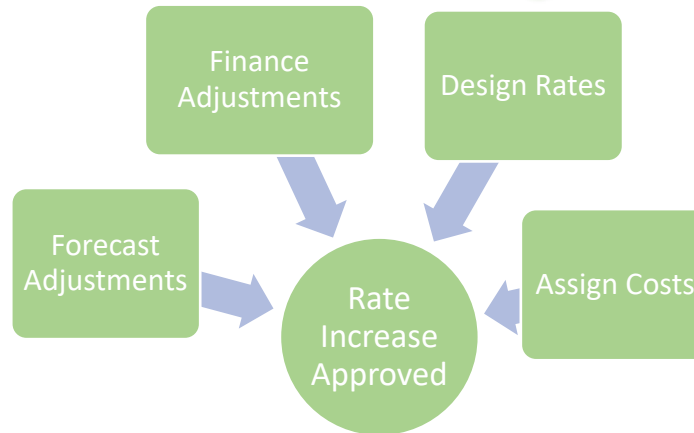 Finance
Adjustments
Design Rates
Forecast
Adjustments
Assign Costs
Rate
Increase
Approved